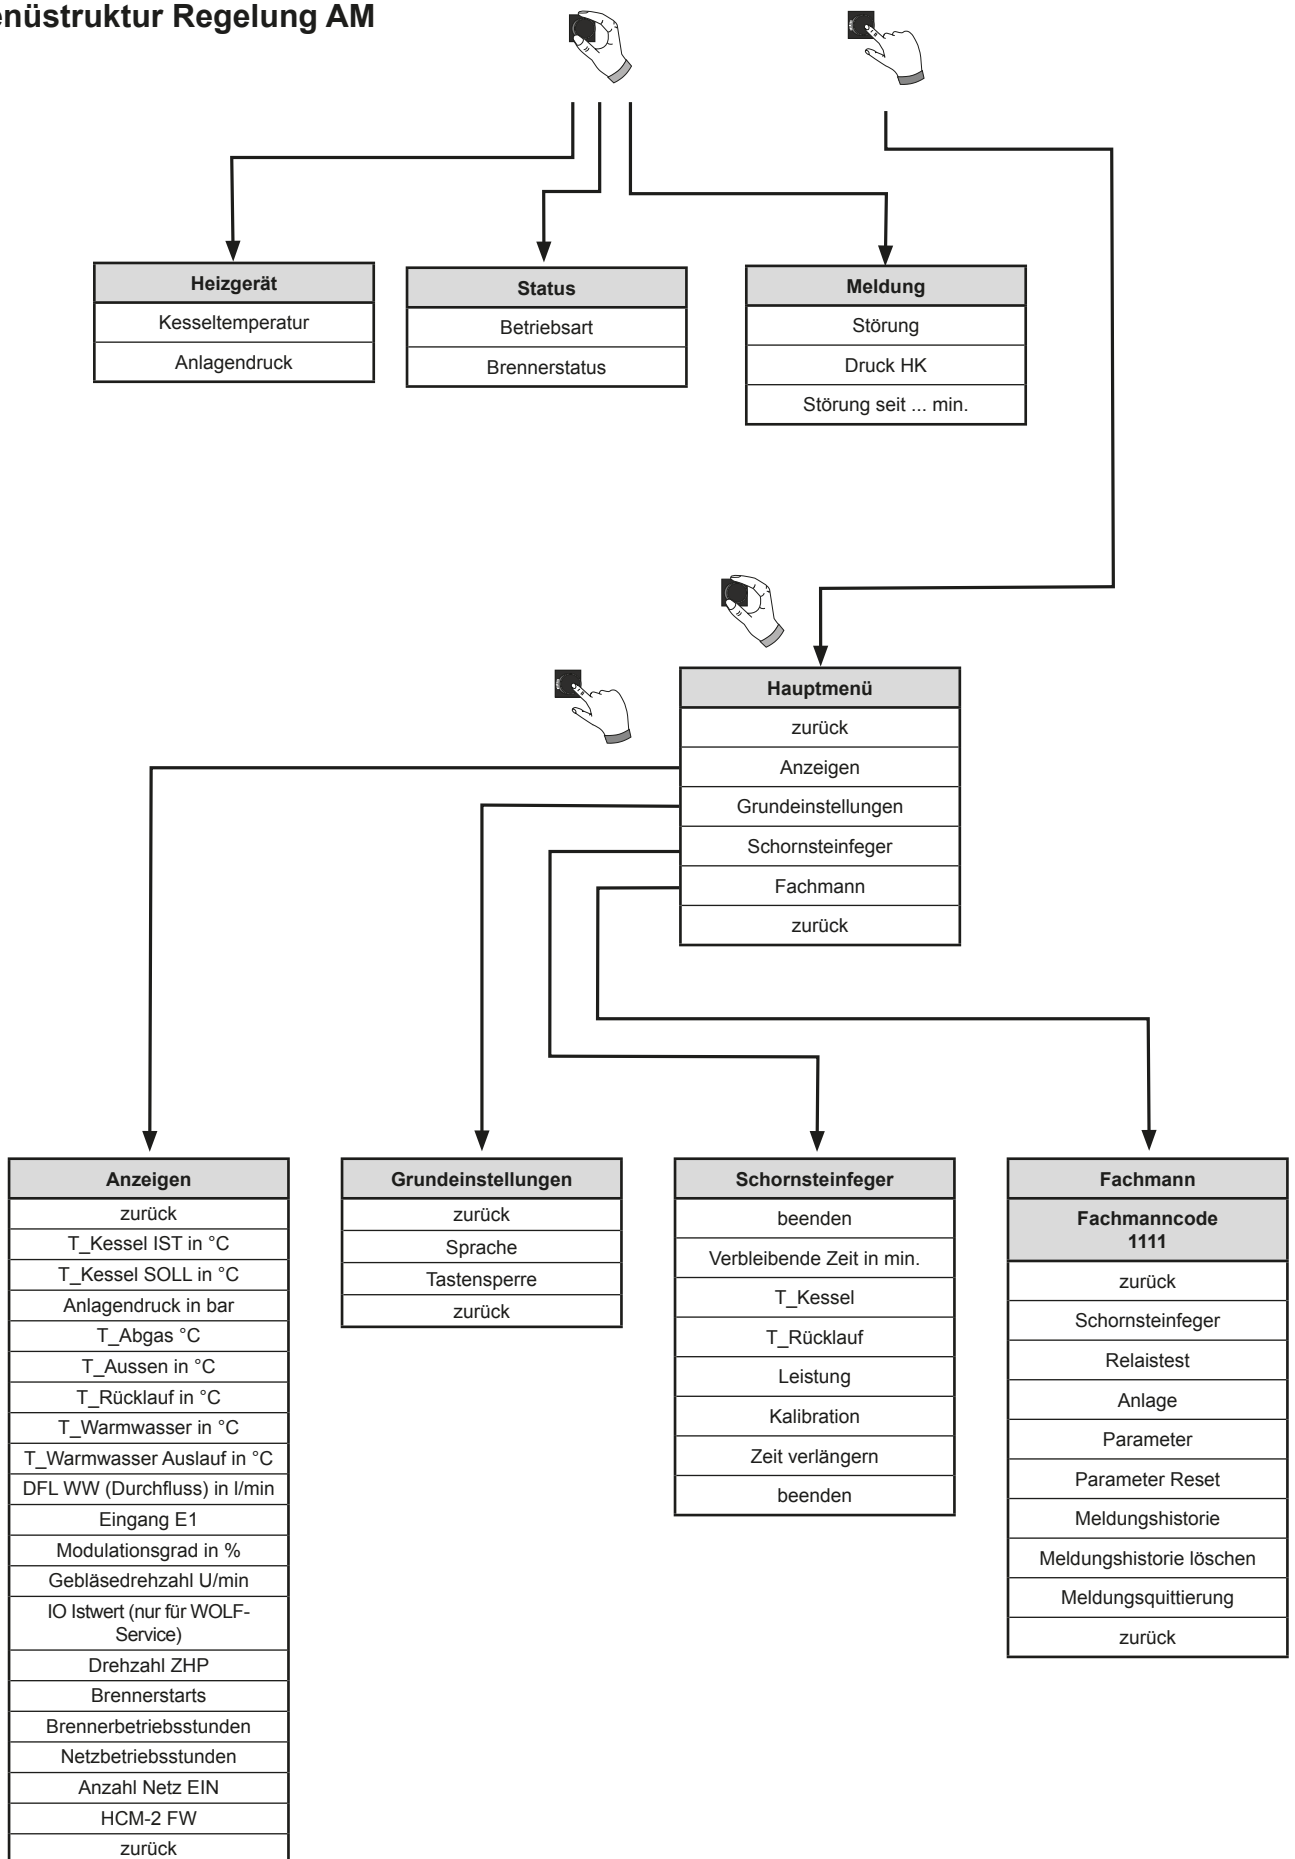 enüstruktur Regelung AM
Heizgerät
Kesseltemperatur
Anlagendruck
Status
Betriebsart
Brennerstatus
Meldung
Störung
Druck HK
Störung seit ... min.
Hauptmenü
zurück
Anzeigen
Grundeinstellungen
Schornsteinfeger
Fachmann
zurück
Anzeigen
zurück
T_Kessel IST in °C
T_Kessel SOLL in °C
Anlagendruck in bar
T_Abgas °C
T_Aussen in °C
T_Rücklauf in °C
T_Warmwasser in °C
T_Warmwasser Auslauf in °C
DFL WW (Durchfluss) in l/min
Eingang E1
Modulationsgrad in %
Gebläsedrehzahl U/min
IO Istwert (nur für WOLF-
Service)
Drehzahl ZHP
Brennerstarts
Brennerbetriebsstunden
Netzbetriebsstunden
Anzahl Netz EIN
HCM-2 FW
zurück
Grundeinstellungen
zurück
Sprache
Tastensperre
zurück
Schornsteinfeger
beenden
Verbleibende Zeit in min.
T_Kessel
T_Rücklauf
Leistung
Kalibration
Zeit verlängern
beenden
Fachmann
Fachmanncode
1111
zurück
Schornsteinfeger
Relaistest
Anlage
Parameter
Parameter Reset
Meldungshistorie
Meldungshistorie löschen
Meldungsquittierung
zurück